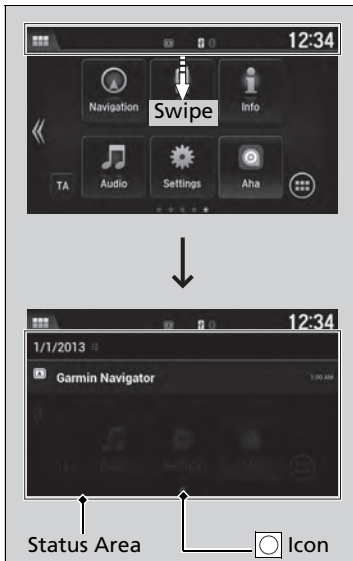 12:34
Navigation
Swipe
Info
TA
Audio
Settings
Aha
12:34
1/1/2013
Garmin Navigator
1:00 AM
Status Area
Icon